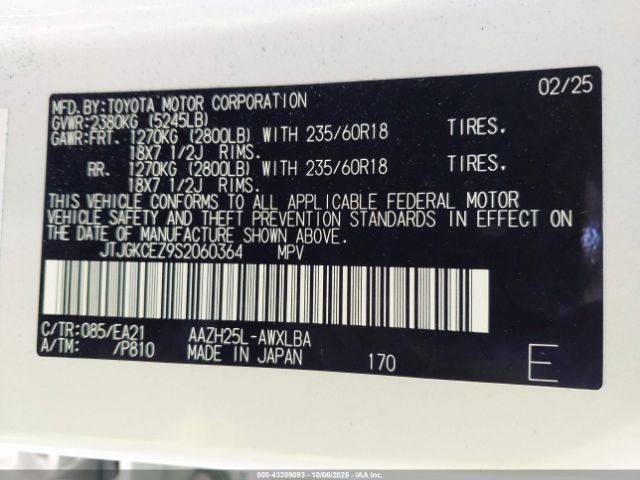 MFD. BY: TOYOTA MOTOR CORPORATION 02/25
GVWR: 2380KG (5245LB)
GAWR: FRT. 1270KG (2800LB) WITH 235/60R18 TIRES.
18X7 1/2J RIMS.
RR. 1270KG (2800LB) WITH 235/60R18 TIRES.
18X7 1/2J RIMS.
THIS VEHICLE CONFORMS TO ALL APPLICABLE FEDERAL MOTOR
VEHICLE SAFETY AND THEFT PREVENTION STANDARDS IN EFFECT ON
THE DATE OF MANUFACTURE SHOWN ABOVE.
JTJGKCEZ9S2060364 MPV
C/TR: 085/EA21 AAZH25L-AWXLBA
A/TM: /P810 MADE IN JAPAN 170 E
000-43388093 - 10/06/2025 - IAAI